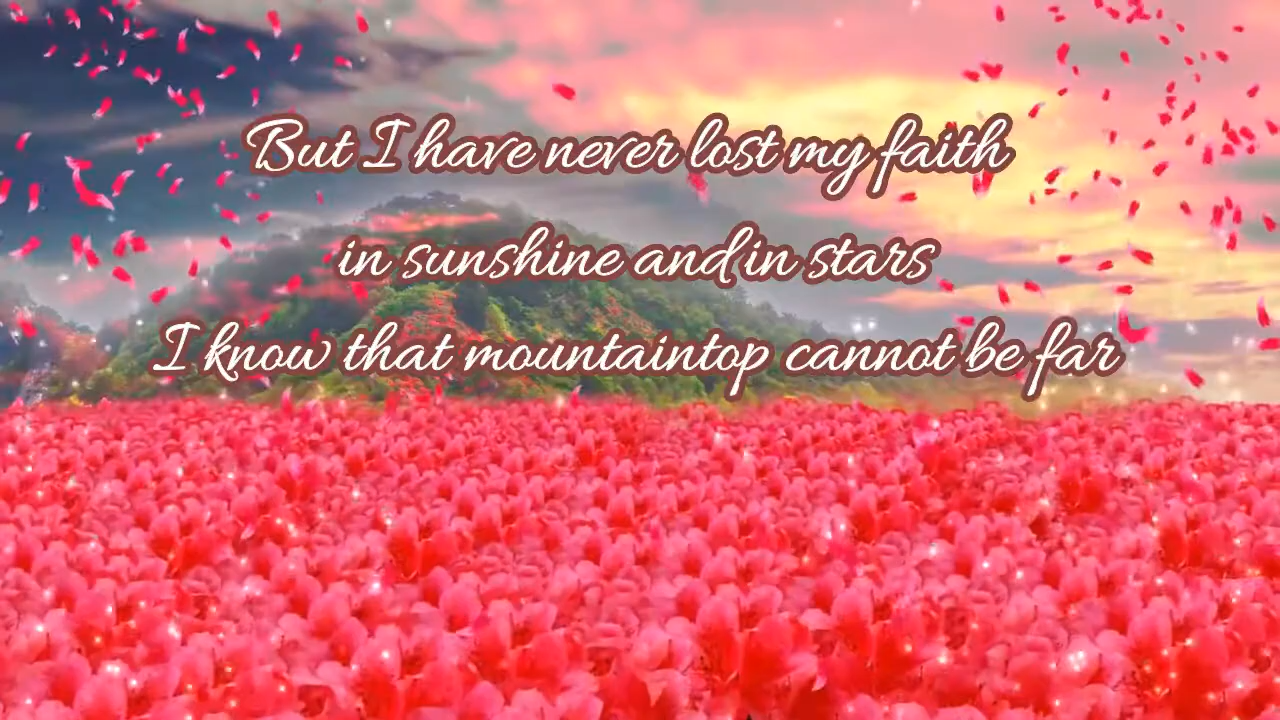 But I have never lost my faith
in sunshine and in stars
I know that mountaintop cannot be far